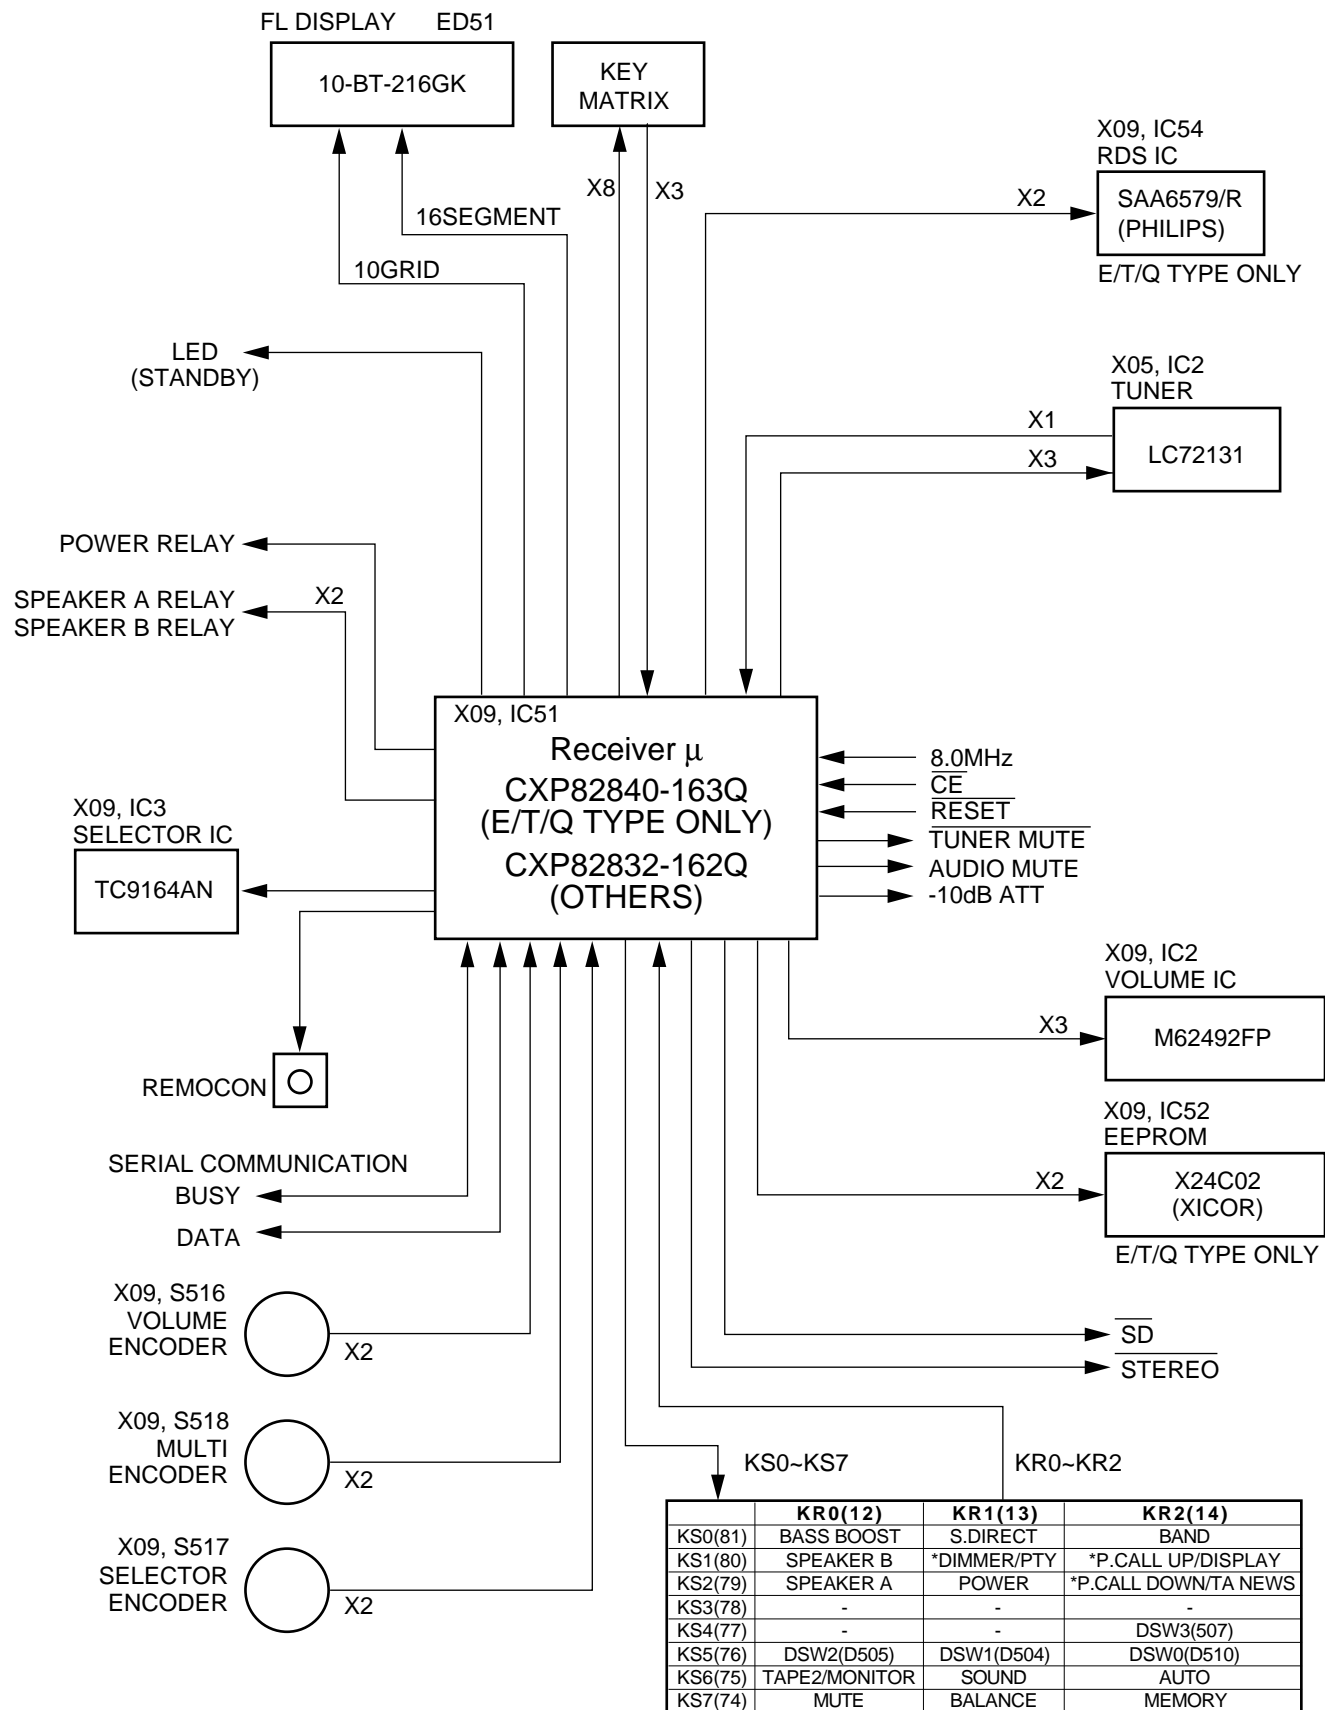 FL DISPLAY ED51
10-BT-216GK
KEY
MATRIX
X09, IC54
RDS IC
SAA6579/R
(PHILIPS)
E/T/Q TYPE ONLY
X8
X3
X2
16SEGMENT
10GRID
LED
(STANDBY)
X05, IC2
TUNER
LC72131
X1
X3
POWER RELAY
SPEAKER A RELAY
SPEAKER B RELAY
X2
X09, IC51
Receiver μ
CXP82840-163Q
(E/T/Q TYPE ONLY)
CXP82832-162Q
(OTHERS)
8.0MHz
CE
RESET
TUNER MUTE
AUDIO MUTE
-10dB ATT
X09, IC3
SELECTOR IC
TC9164AN
X09, IC2
VOLUME IC
M62492FP
X3
REMOCON
X09, IC52
EEPROM
X24C02
(XICOR)
E/T/Q TYPE ONLY
X2
SERIAL COMMUNICATION
BUSY
DATA
X09, S516
VOLUME
ENCODER
X2
SD
STEREO
X09, S518
MULTI
ENCODER
X2
KS0~KS7
KR0~KR2
X09, S517
SELECTOR
ENCODER
X2
KR0(12) KR1(13) KR2(14)
KS0(81) BASS BOOST S.DIRECT BAND
KS1(80) SPEAKER B *DIMMER/PTY *P.CALL UP/DISPLAY
KS2(79) SPEAKER A POWER *P.CALL DOWN/TA NEWS
KS3(78) - - -
KS4(77) - - DSW3(507)
KS5(76) DSW2(D505) DSW1(D504) DSW0(D510)
KS6(75) TAPE2/MONITOR SOUND AUTO
KS7(74) MUTE BALANCE MEMORY